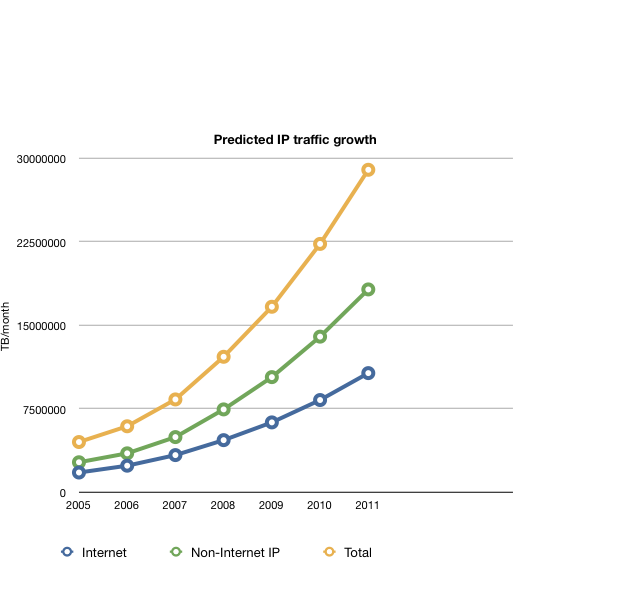 Predicted IP traffic growth
30000000
22500000
15000000
7500000
0
TB/month
2005 2006 2007 2008 2009 2010 2011
Internet Non-Internet IP Total